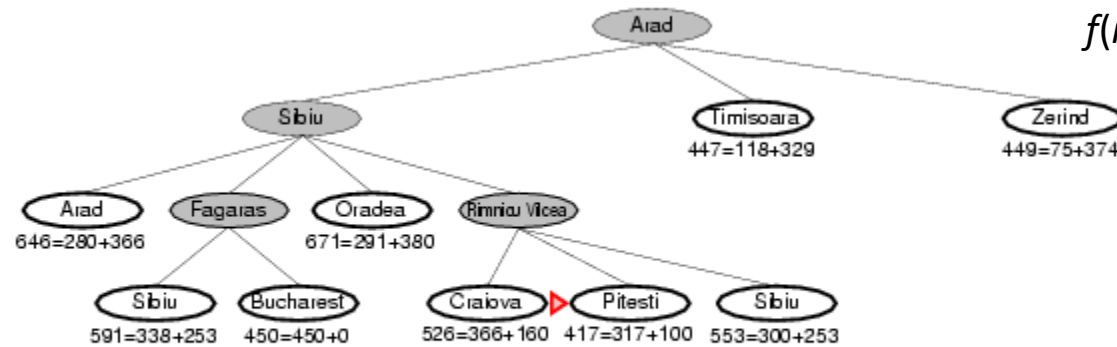 Arad
f(
Sibiu
Timisoara
Zerind
447=118+329
449=75+374
Arad
Fagaras
Oradea
Rimnicu Vilcea
646=280+366
671=291+380
Sibiu
Bucharest
Craiova
Pitesti
Sibiu
591=338+253
450=450+0
526=366+160
417=317+100
553=300+253